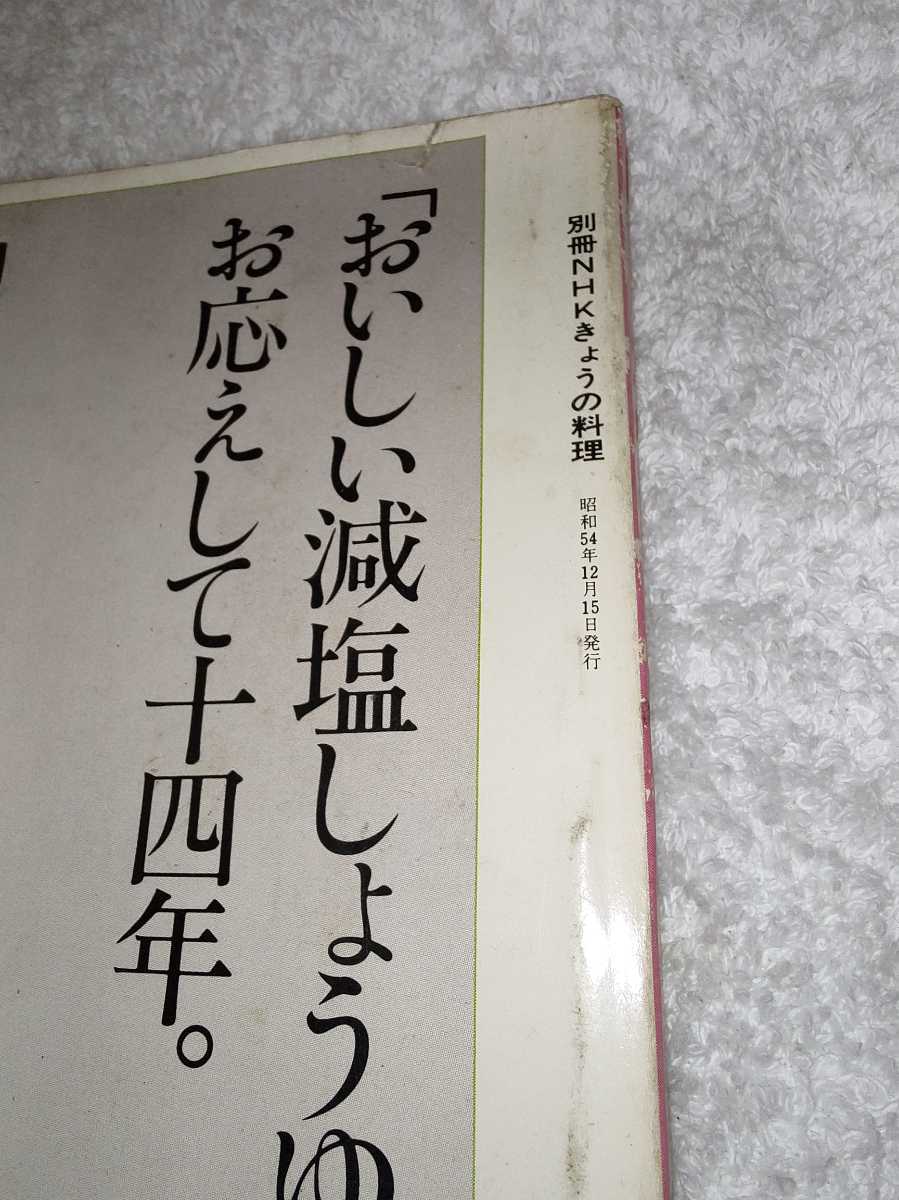 別冊NHKきょうの料理
昭和54年12月15日発行
「おいしい減塩しょうゆ
お応えして十四年。